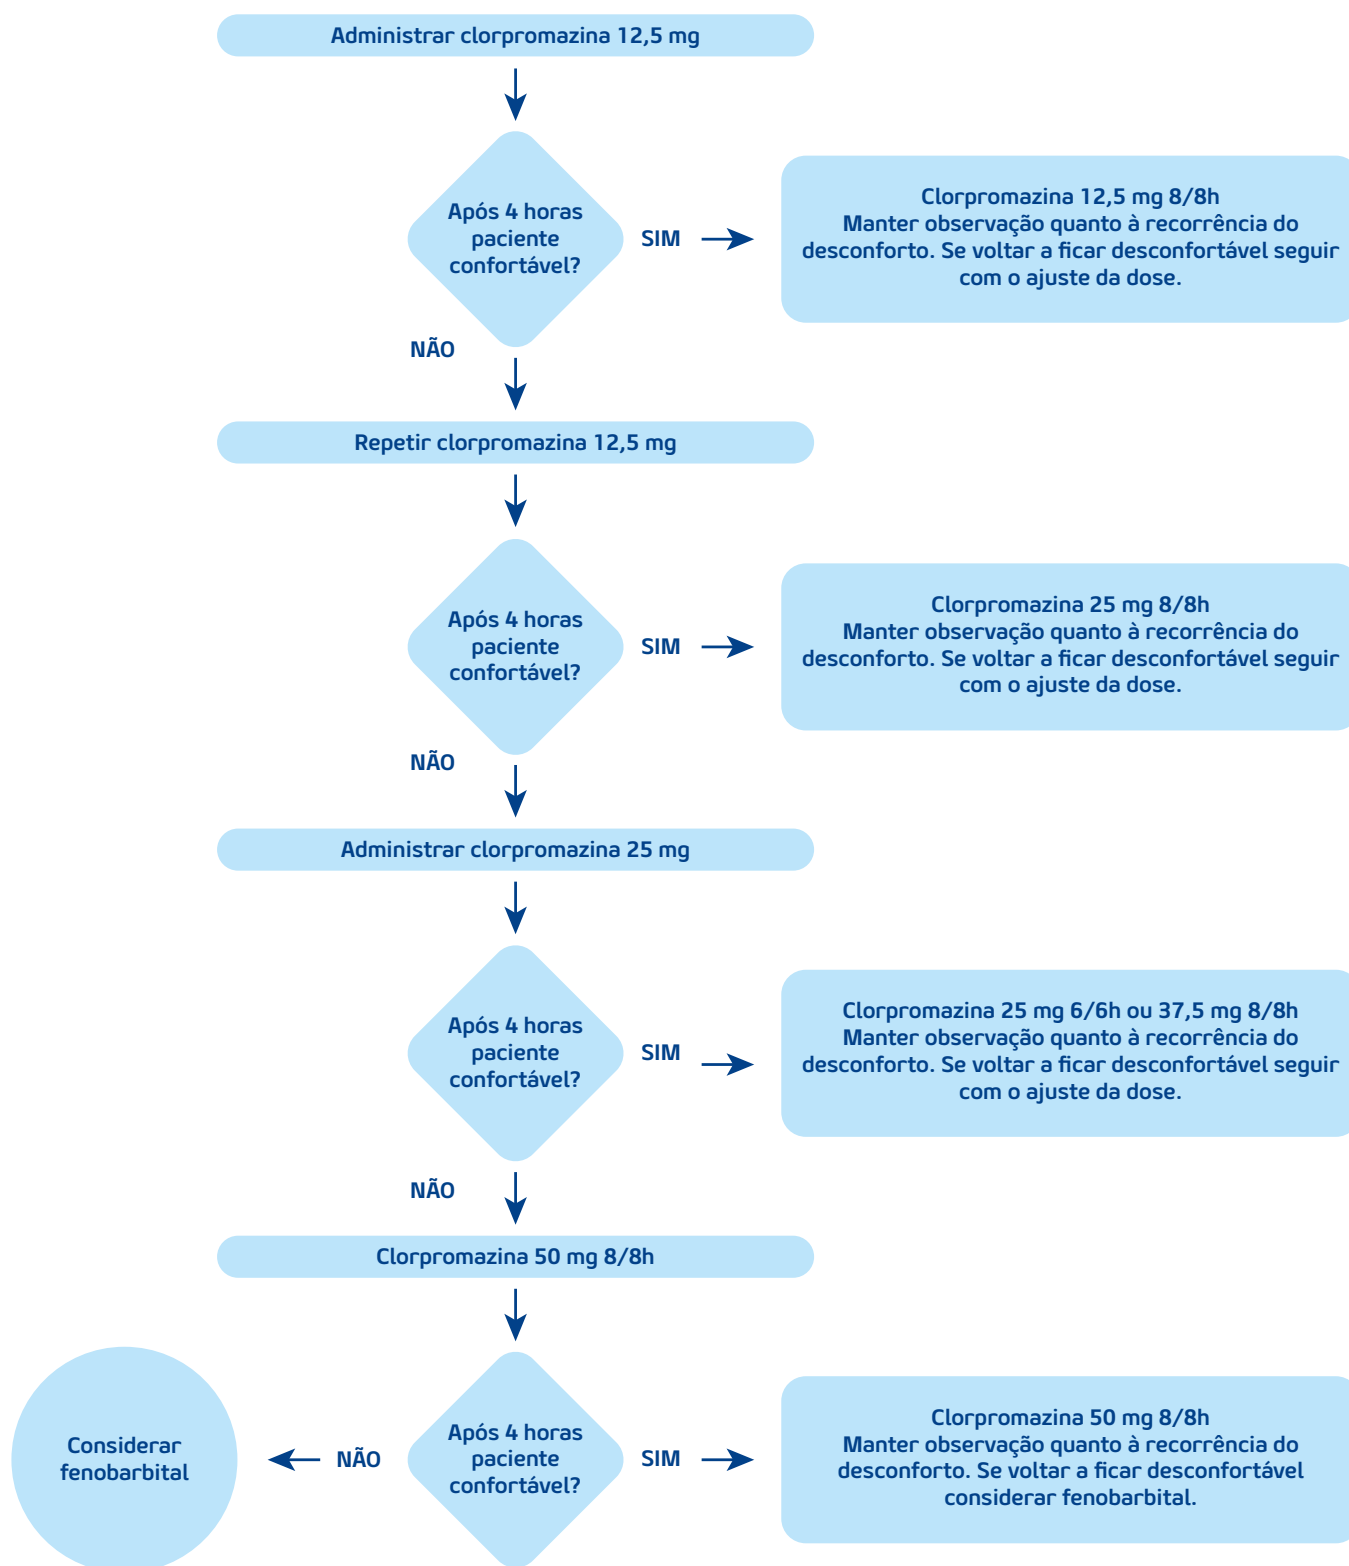 Administrar clorpromazina 12,5 mg
Após 4 horas
paciente
confortável?
SIM
Clorpromazina 12,5 mg 8/8h
Manter observação quanto à recorrência do
desconforto. Se voltar a ficar desconfortável seguir
com o ajuste da dose.
NÃO
Repetir clorpromazina 12,5 mg
Após 4 horas
paciente
confortável?
SIM
Clorpromazina 25 mg 8/8h
Manter observação quanto à recorrência do
desconforto. Se voltar a ficar desconfortável seguir
com o ajuste da dose.
NÃO
Administrar clorpromazina 25 mg
Após 4 horas
paciente
confortável?
SIM
Clorpromazina 25 mg 6/6h ou 37,5 mg 8/8h
Manter observação quanto à recorrência do
desconforto. Se voltar a ficar desconfortável seguir
com o ajuste da dose.
NÃO
Clorpromazina 50 mg 8/8h
Após 4 horas
paciente
confortável?
NÃO
Considerar
fenobarbital
SIM
Clorpromazina 50 mg 8/8h
Manter observação quanto à recorrência do
desconforto. Se voltar a ficar desconfortável
considerar fenobarbital.